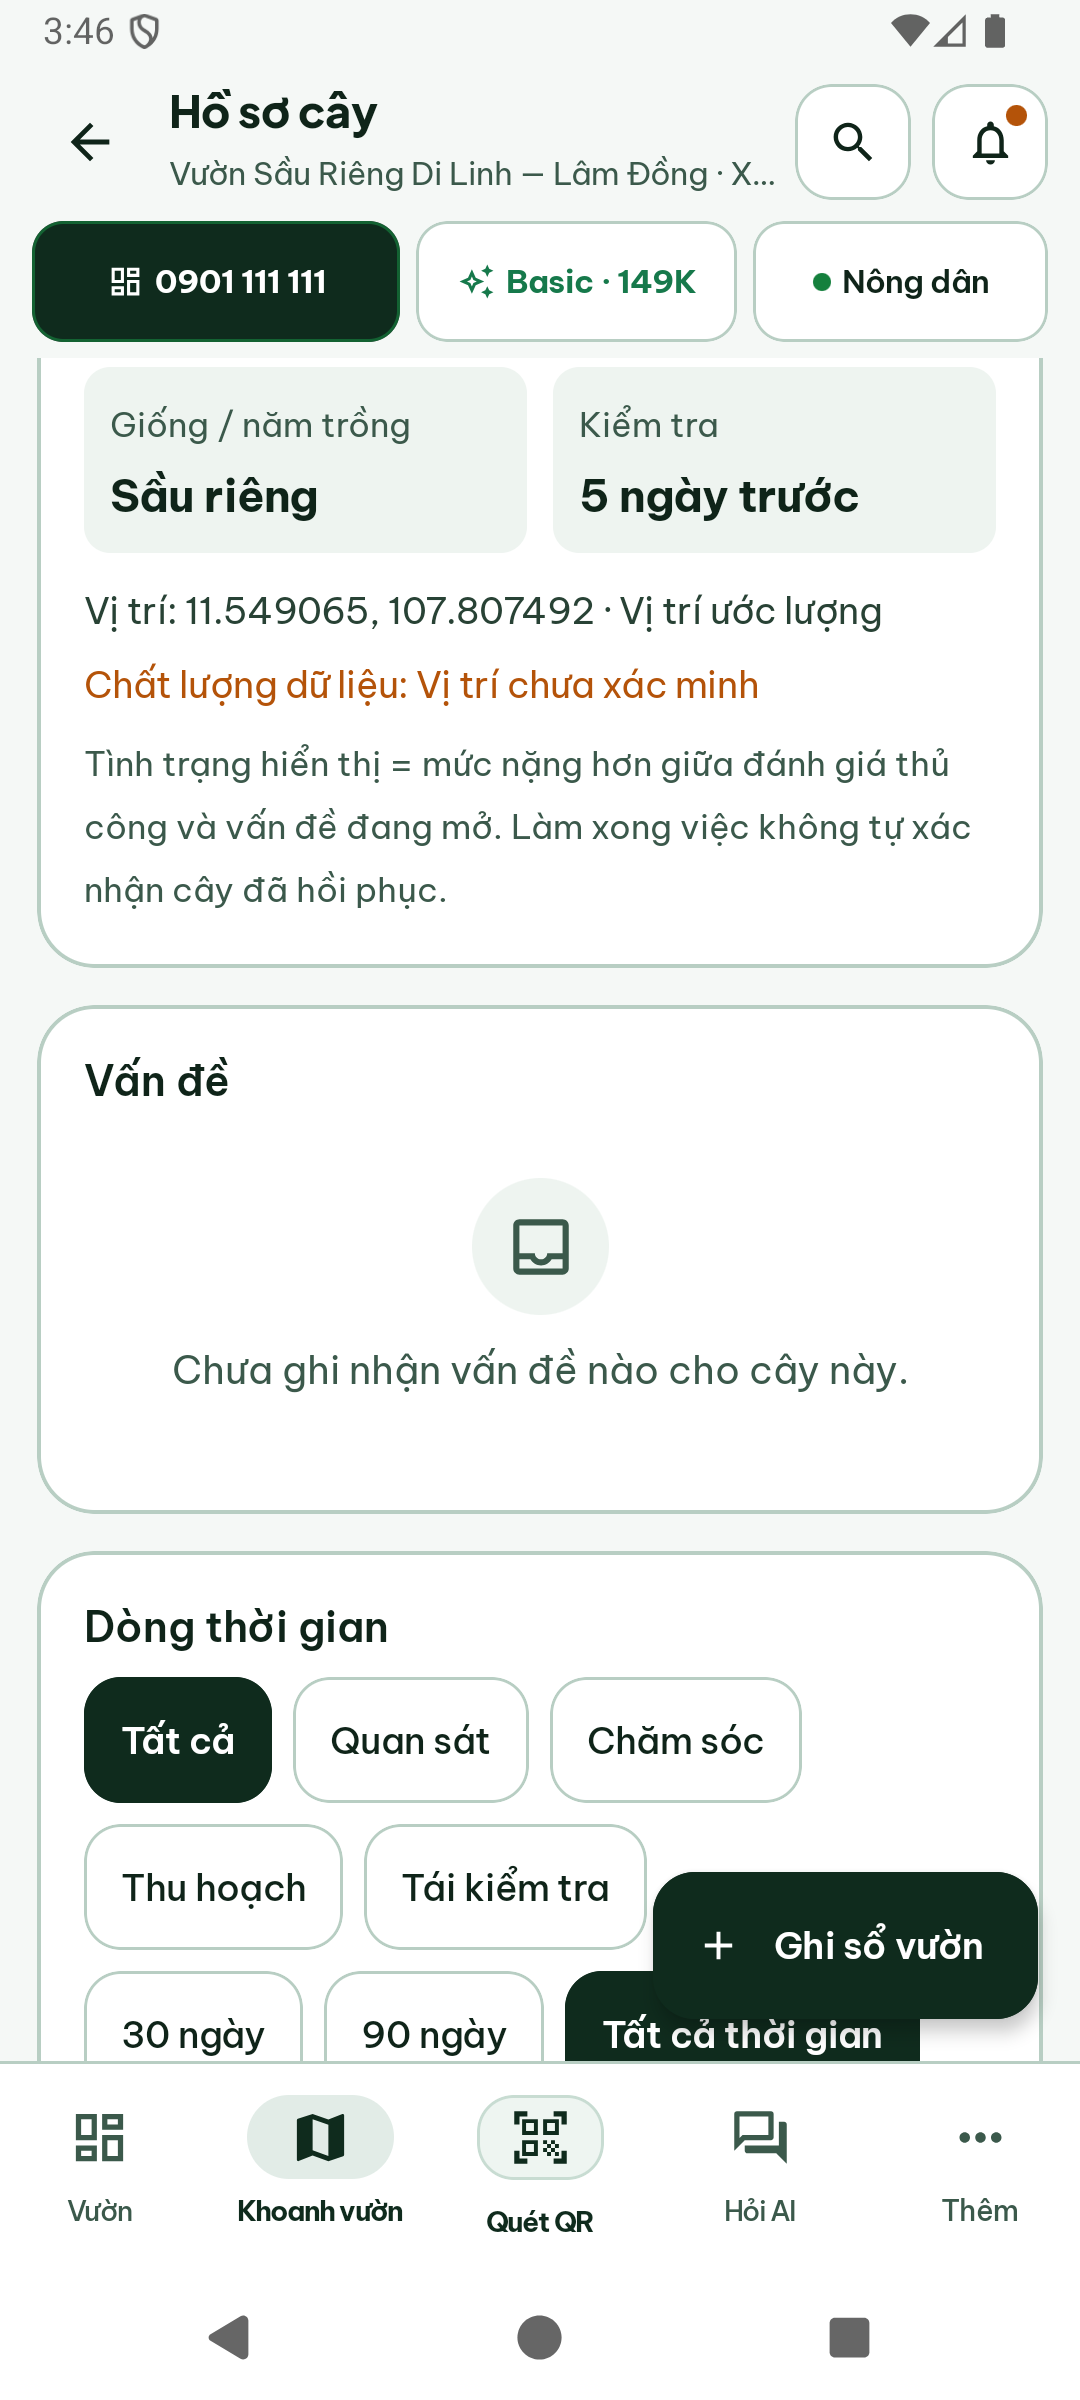 3:46
Hồ sơ cây
Vườn Sầu Riêng Di Linh — Lâm Đồng · X...
0901 111 111
Basic · 149K
Nông dân
Giống / năm trồng
Sầu riêng
Kiểm tra
5 ngày trước
Vị trí: 11.549065, 107.807492 · Vị trí ước lượng
Chất lượng dữ liệu: Vị trí chưa xác minh
Tình trạng hiển thị = mức nặng hơn giữa đánh giá thủ
công và vấn đề đang mở. Làm xong việc không tự xác
nhận cây đã hồi phục.
Vấn đề
Chưa ghi nhận vấn đề nào cho cây này.
Dòng thời gian
Tất cả
Quan sát
Chăm sóc
Thu hoạch
Tái kiểm tra
Ghi sổ vườn
30 ngày
90 ngày
Tất cả thời gian
Vườn
Khoanh vườn
Quét QR
Hỏi AI
Thêm